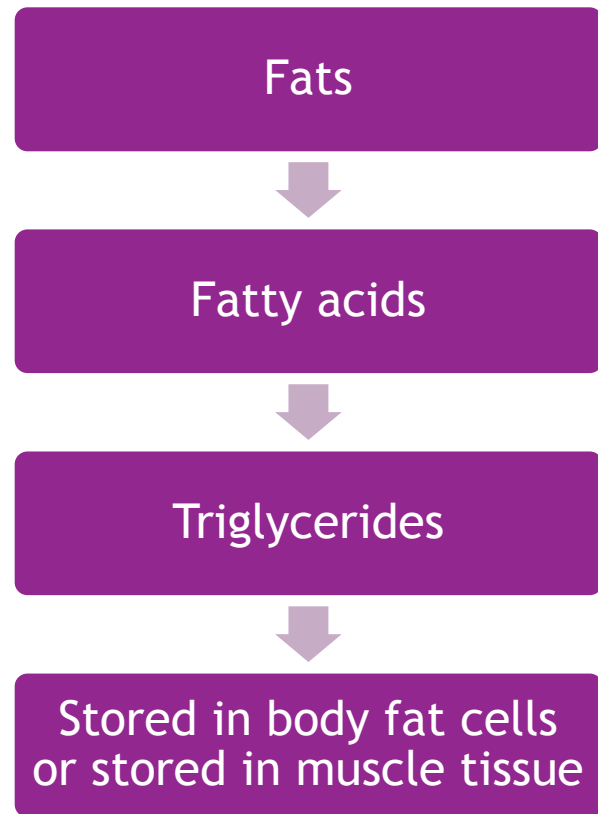 Fats
Fatty acids
Triglycerides
Stored in body fat cells
or stored in muscle tissue